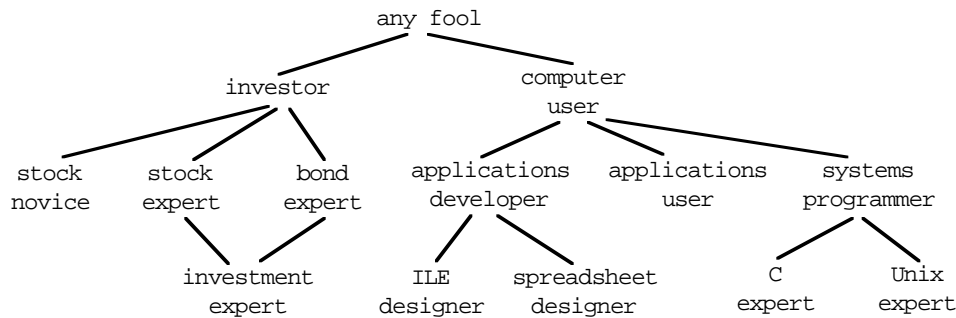 any fool
investor
computer
user
stock
novice
stock
expert
bond
expert
applications
developer
applications
user
systems
programmer
investment
expert
ILE
designer
spreadsheet
designer
C
expert
Unix
expert